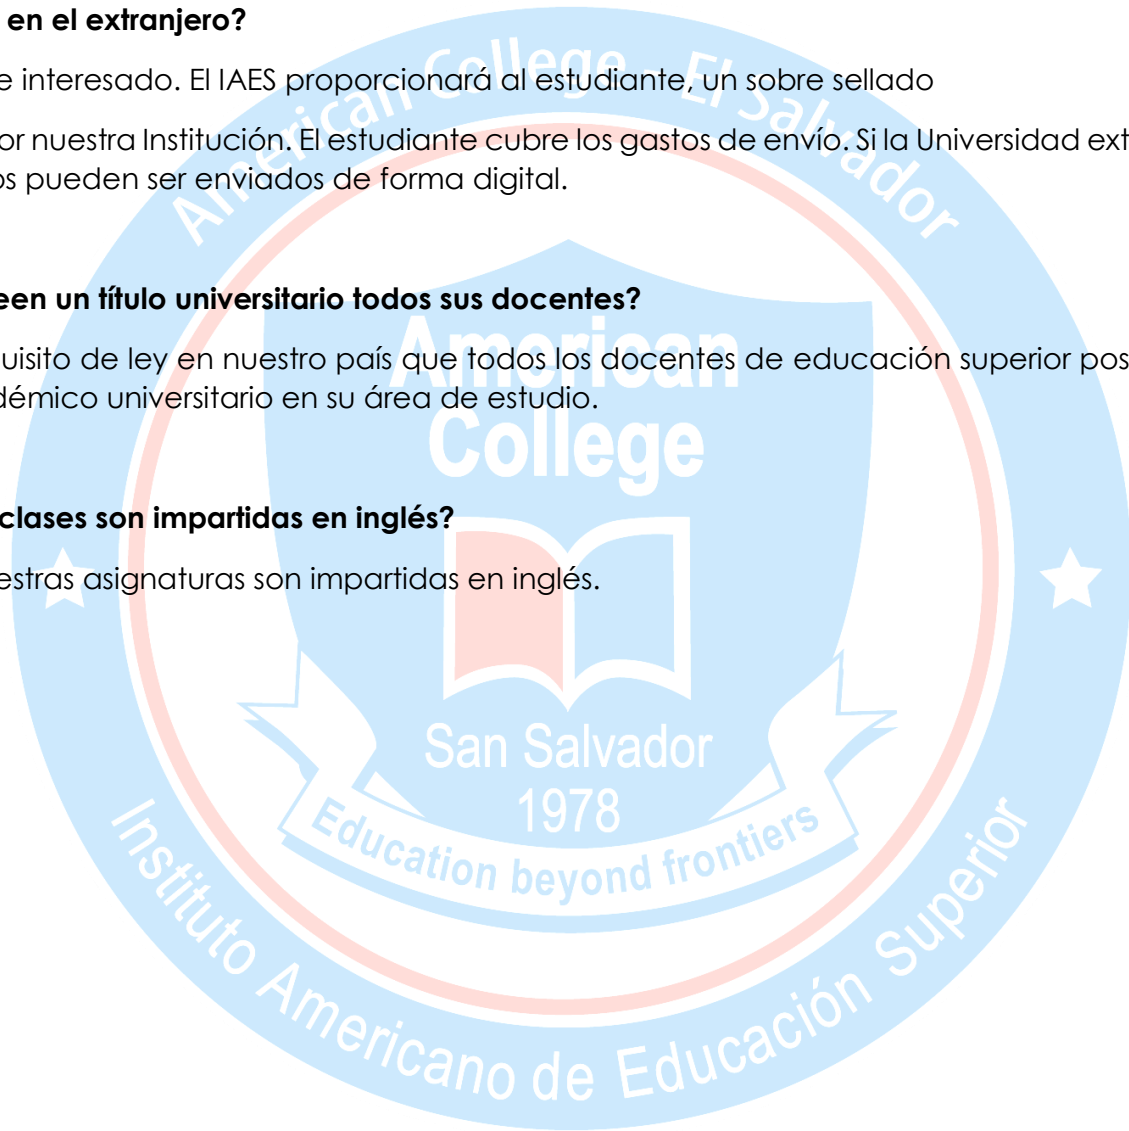 en el extranjero?
e interesado. El IAES proporcionará al estudiante, un sobre sellado
or nuestra Institución. El estudiante cubre los gastos de envío. Si la Universidad ext
os pueden ser enviados de forma digital.
een un título universitario todos sus docentes?
uisito de ley en nuestro país que todos los docentes de educación superior pos
démico universitario en su área de estudio.
clases son impartidas en inglés?
estras asignaturas son impartidas en inglés.
American College - El Salvador
American
College
San Salvador
1978
Education beyond frontiers
Instituto Americano de Educación Superior